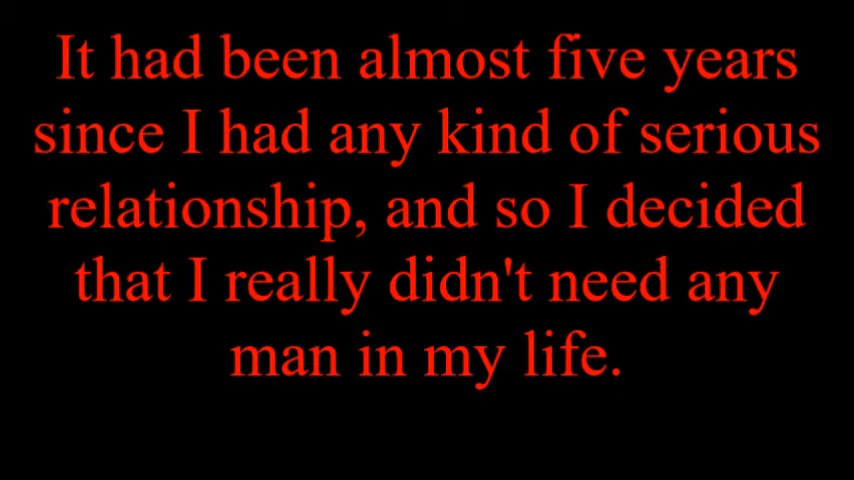 It had been almost five years
since I had any kind of serious
relationship, and so I decided
that I really didn't need any
man in my life.